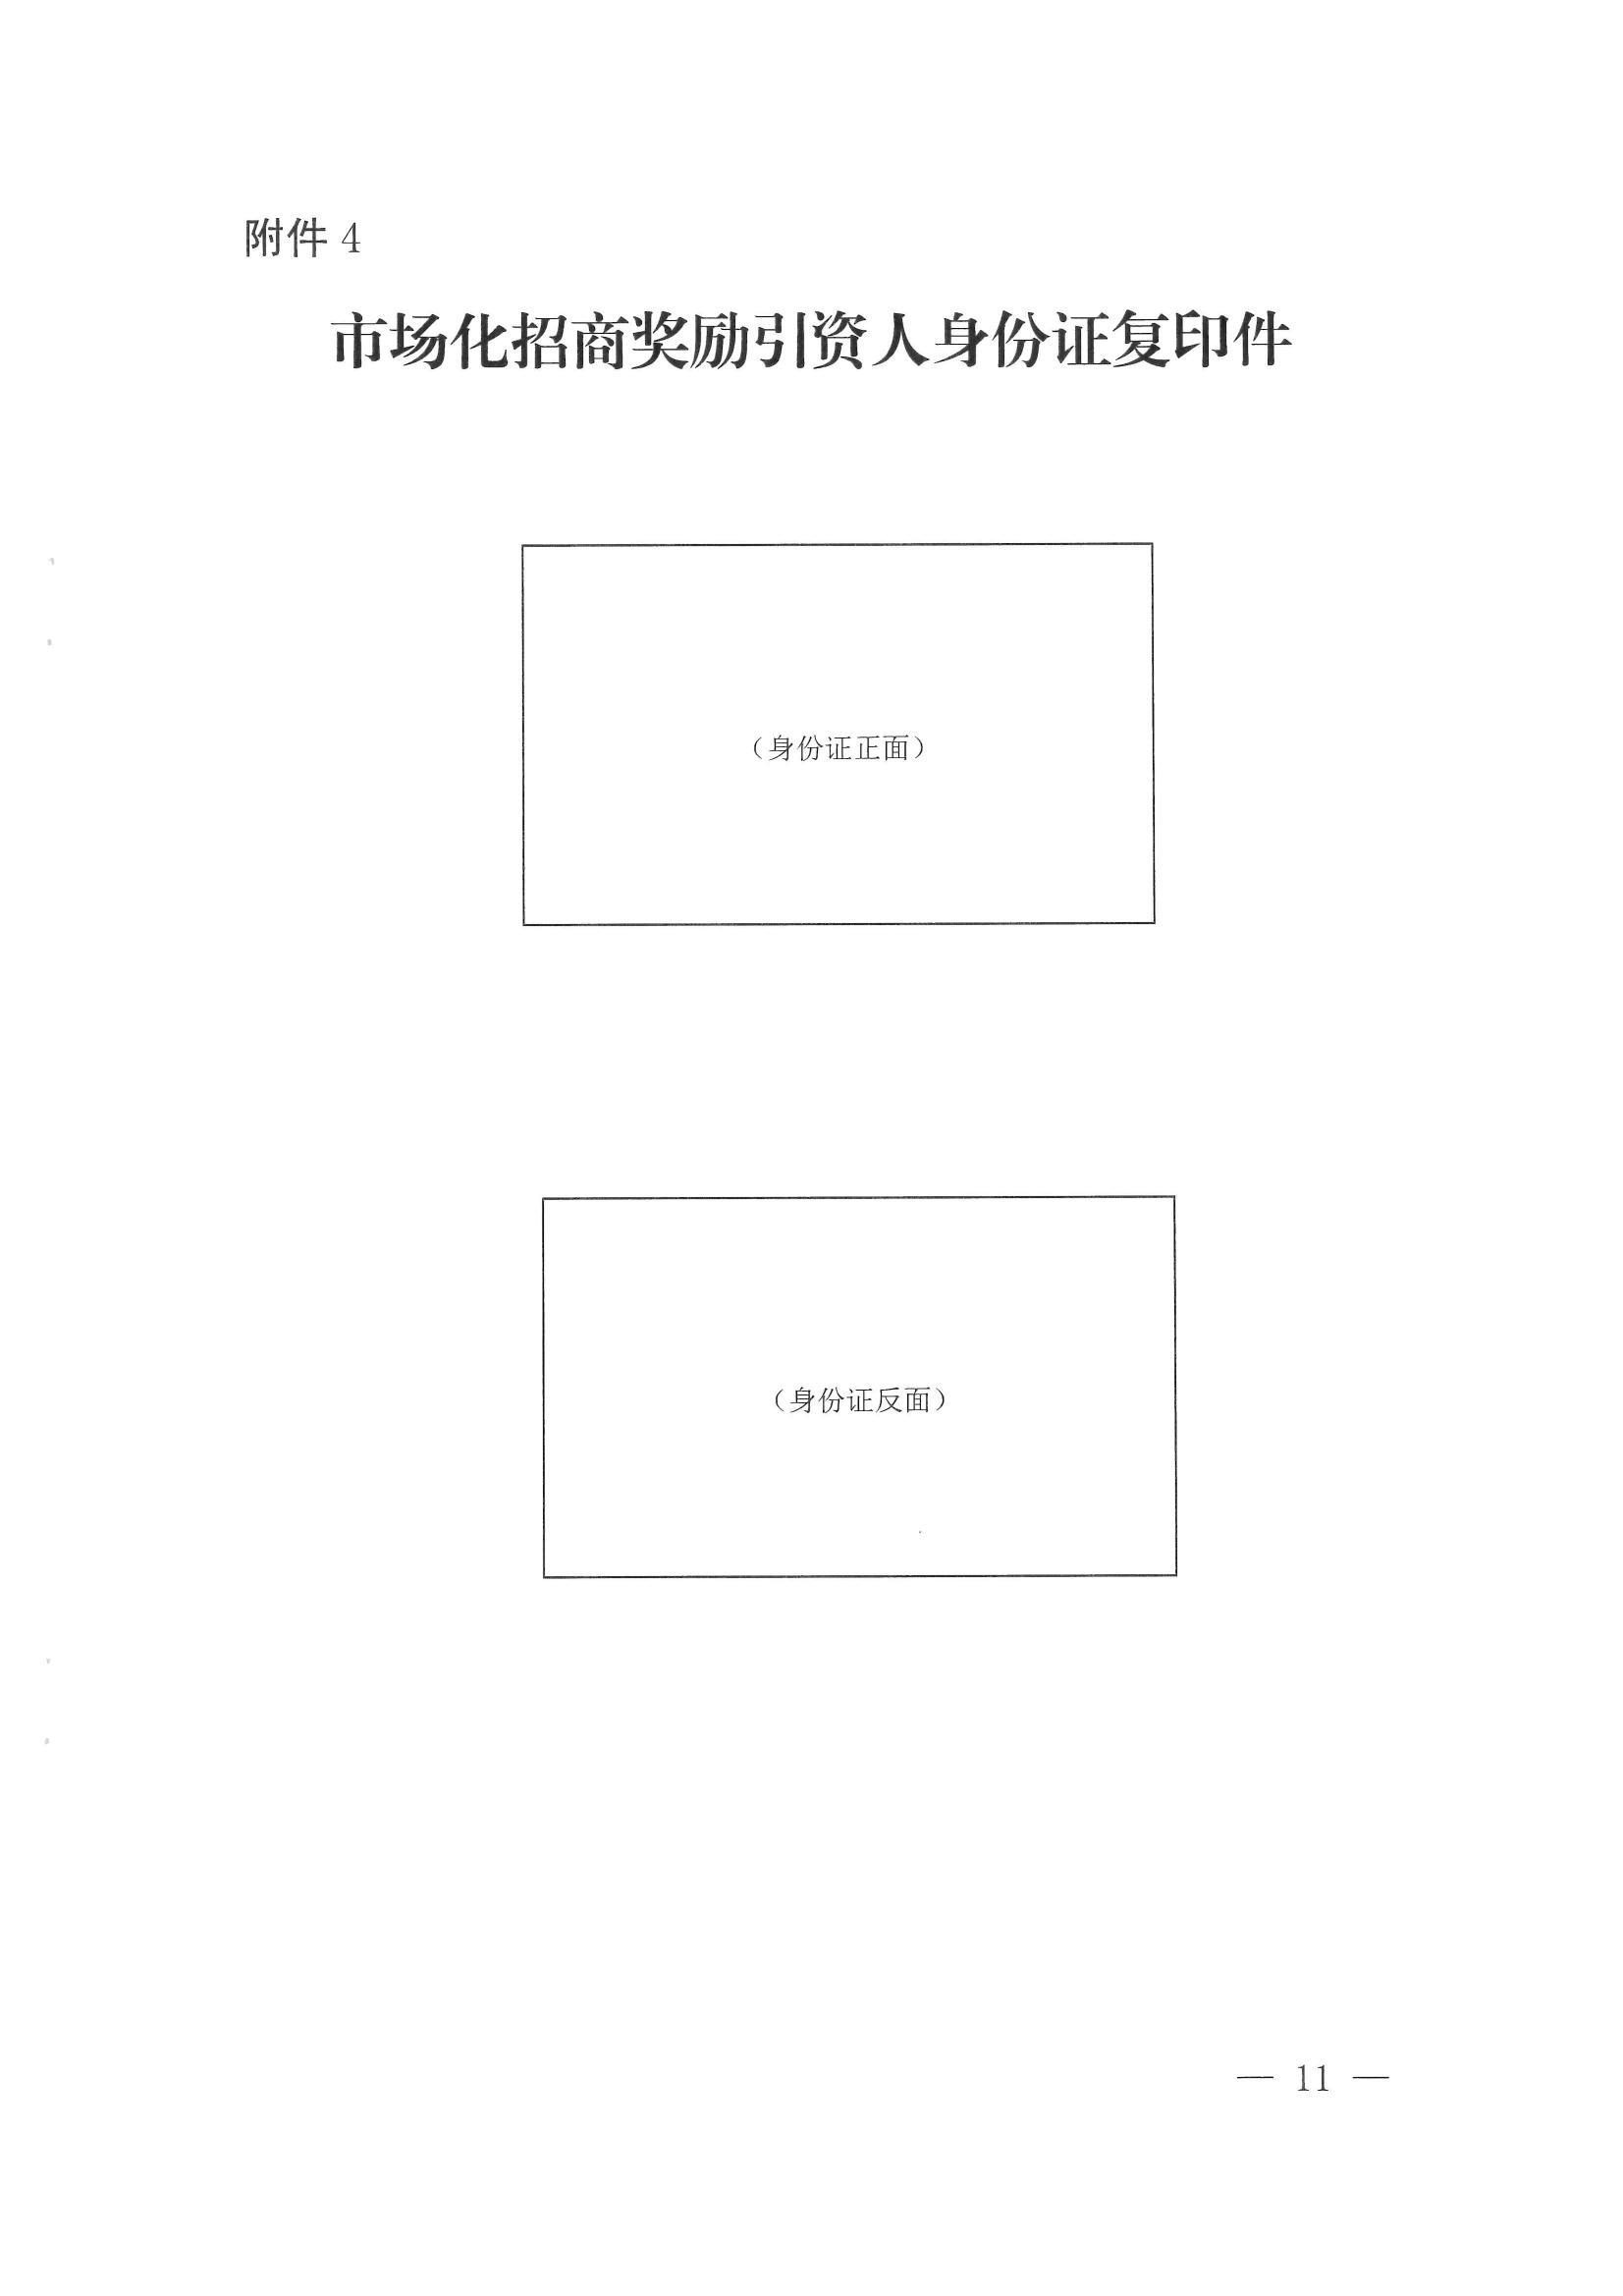 附件 4
市场化招商奖励引资人身份证复印件
（身份证正面）
（身份证反面）
— 11 —